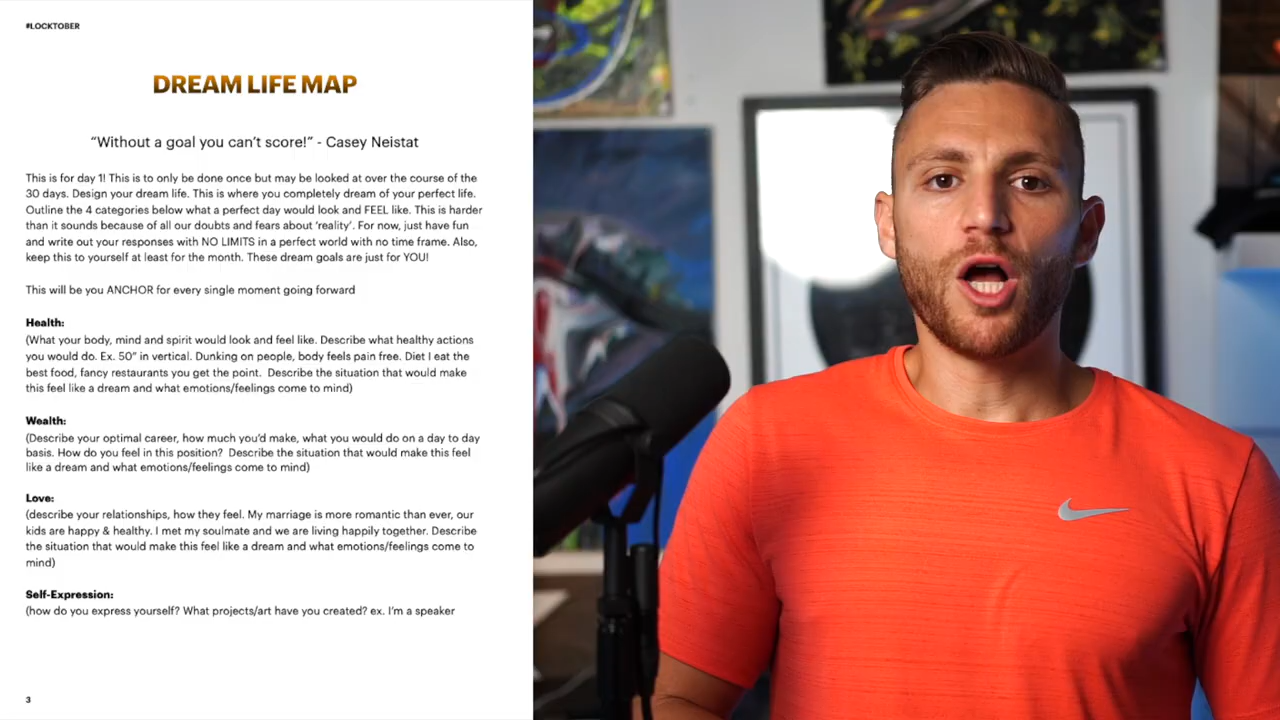 #LOCKTOBER
DREAM LIFE MAP
“Without a goal you can’t score!” - Casey Neistat
This is for day 1! This is to only be done once but may be looked at over the course of the
30 days. Design your dream life. This is where you completely dream of your perfect life.
Outline the 4 categories below what a perfect day would look and FEEL like. This is harder
than it sounds because of all our doubts and fears about ‘reality’. For now, just have fun
and write out your responses with NO LIMITS in a perfect world with no time frame. Also,
keep this to yourself at least for the month. These dream goals are just for YOU!
This will be you ANCHOR for every single moment going forward
Health:
(What your body, mind and spirit would look and feel like. Describe what healthy actions
you would do. Ex. 50” in vertical. Dunking on people, body feels pain free. Diet I eat the
best food, fancy restaurants you get the point.  Describe the situation that would make
this feel like a dream and what emotions/feelings come to mind)
Wealth:
(Describe your optimal career, how much you’d make, what you would do on a day to day
basis. How do you feel in this position?  Describe the situation that would make this feel
like a dream and what emotions/feelings come to mind)
Love:
(describe your relationships, how they feel. My marriage is more romantic than ever, our
kids are happy & healthy. I met my soulmate and we are living happily together. Describe
the situation that would make this feel like a dream and what emotions/feelings come to
mind)
Self-Expression:
(how do you express yourself? What projects/art have you created? ex. I’m a speaker
3